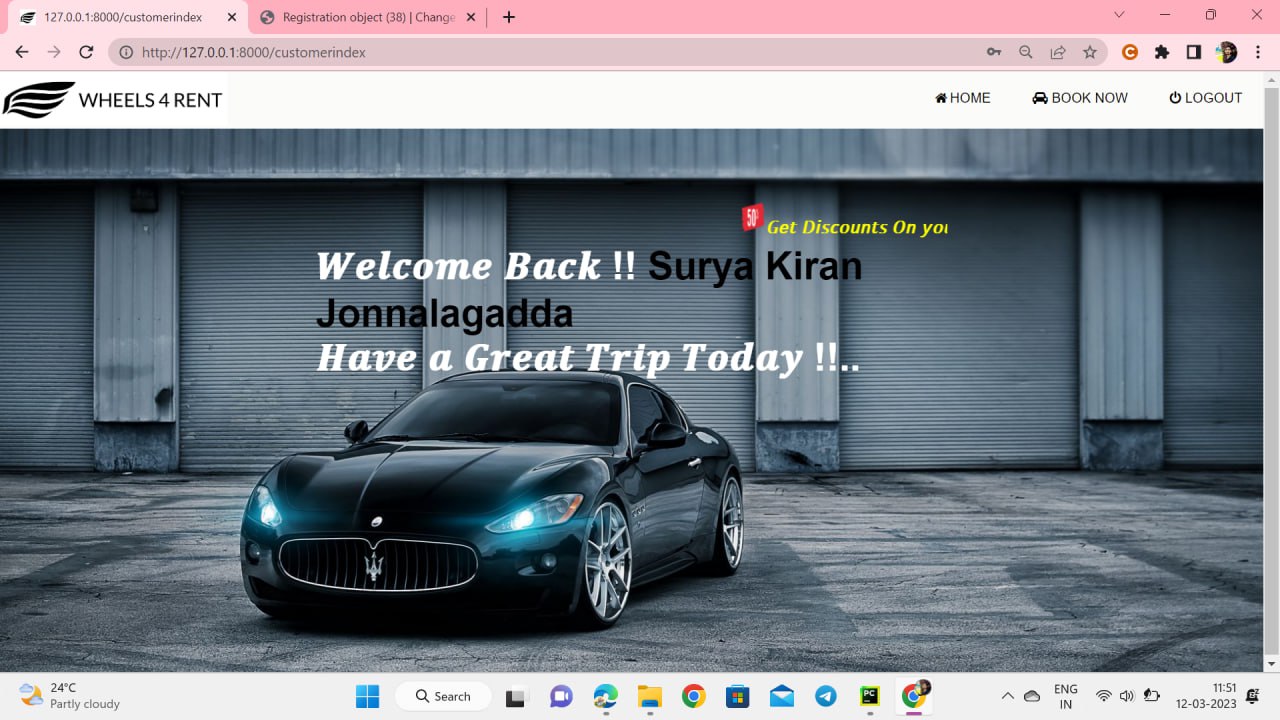 127.0.0.1:8000/customerindex
Registration object (38) | Change
http://127.0.0.1:8000/customerindex
WHEELS 4 RENT
HOME
BOOK NOW
LOGOUT
50
Get Discounts On you
Welcome Back !! Surya Kiran
Jonnalagadda
Have a Great Trip Today !!..
24°C
Partly cloudy
Search
PC
ENG
IN
11:51
12-03-2023